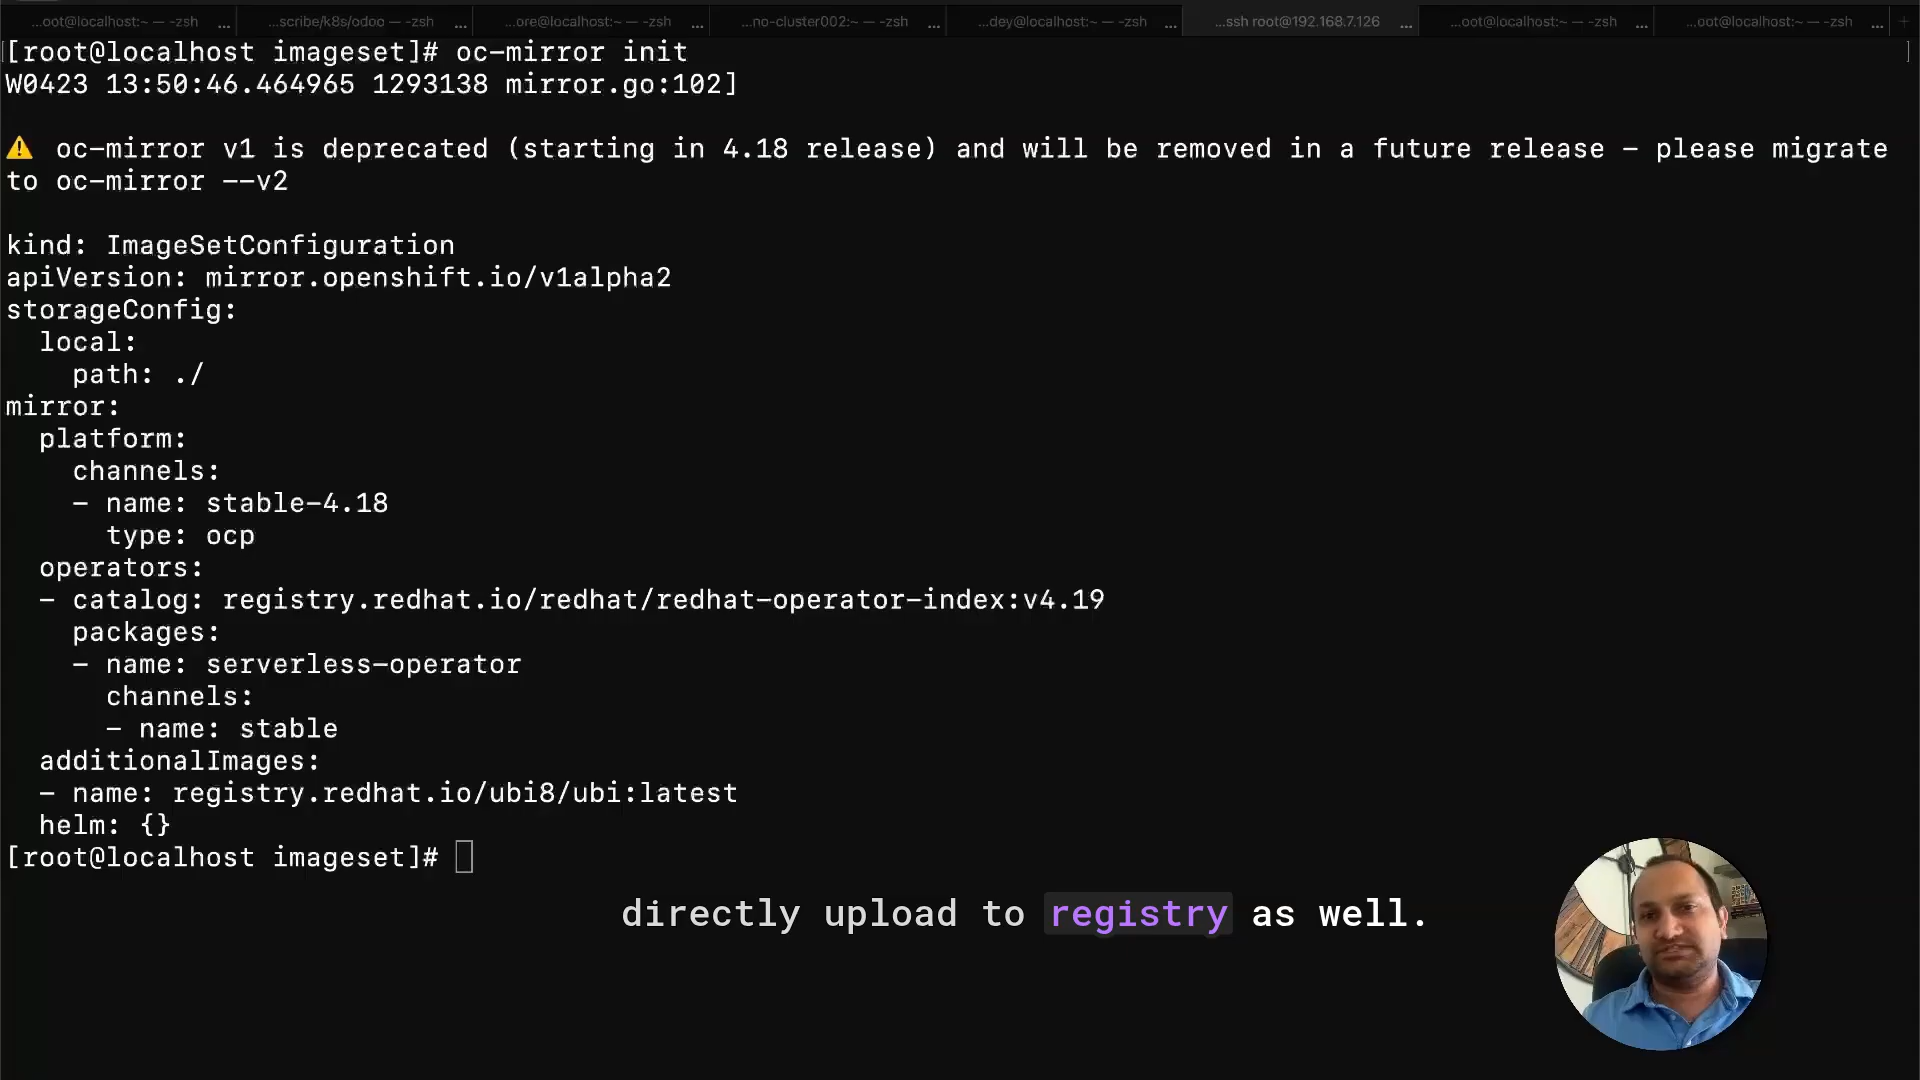 ...oot@localhost:~ — -zsh ... ...scribe/k8s/odoo — -zsh ... ...ore@localhost:~ — -zsh ... ...no-cluster002:~ — -zsh ... ...dey@localhost:~ — -zsh ... ...ssh root@192.168.7.126 ... ...oot@localhost:~ — -zsh ... ...oot@localhost:~ — -zsh ... +
[root@localhost imageset]# oc-mirror init ]
W0423 13:50:46.464965 1293138 mirror.go:102]
⚠ oc-mirror v1 is deprecated (starting in 4.18 release) and will be removed in a future release - please migrate
to oc-mirror --v2
kind: ImageSetConfiguration
apiVersion: mirror.openshift.io/v1alpha2
storageConfig:
  local:
    path: ./
mirror:
  platform:
    channels:
    - name: stable-4.18
      type: ocp
  operators:
  - catalog: registry.redhat.io/redhat/redhat-operator-index:v4.19
    packages:
    - name: serverless-operator
      channels:
      - name: stable
  additionalImages:
  - name: registry.redhat.io/ubi8/ubi:latest
  helm: {}
[root@localhost imageset]#
directly upload to registry as well.